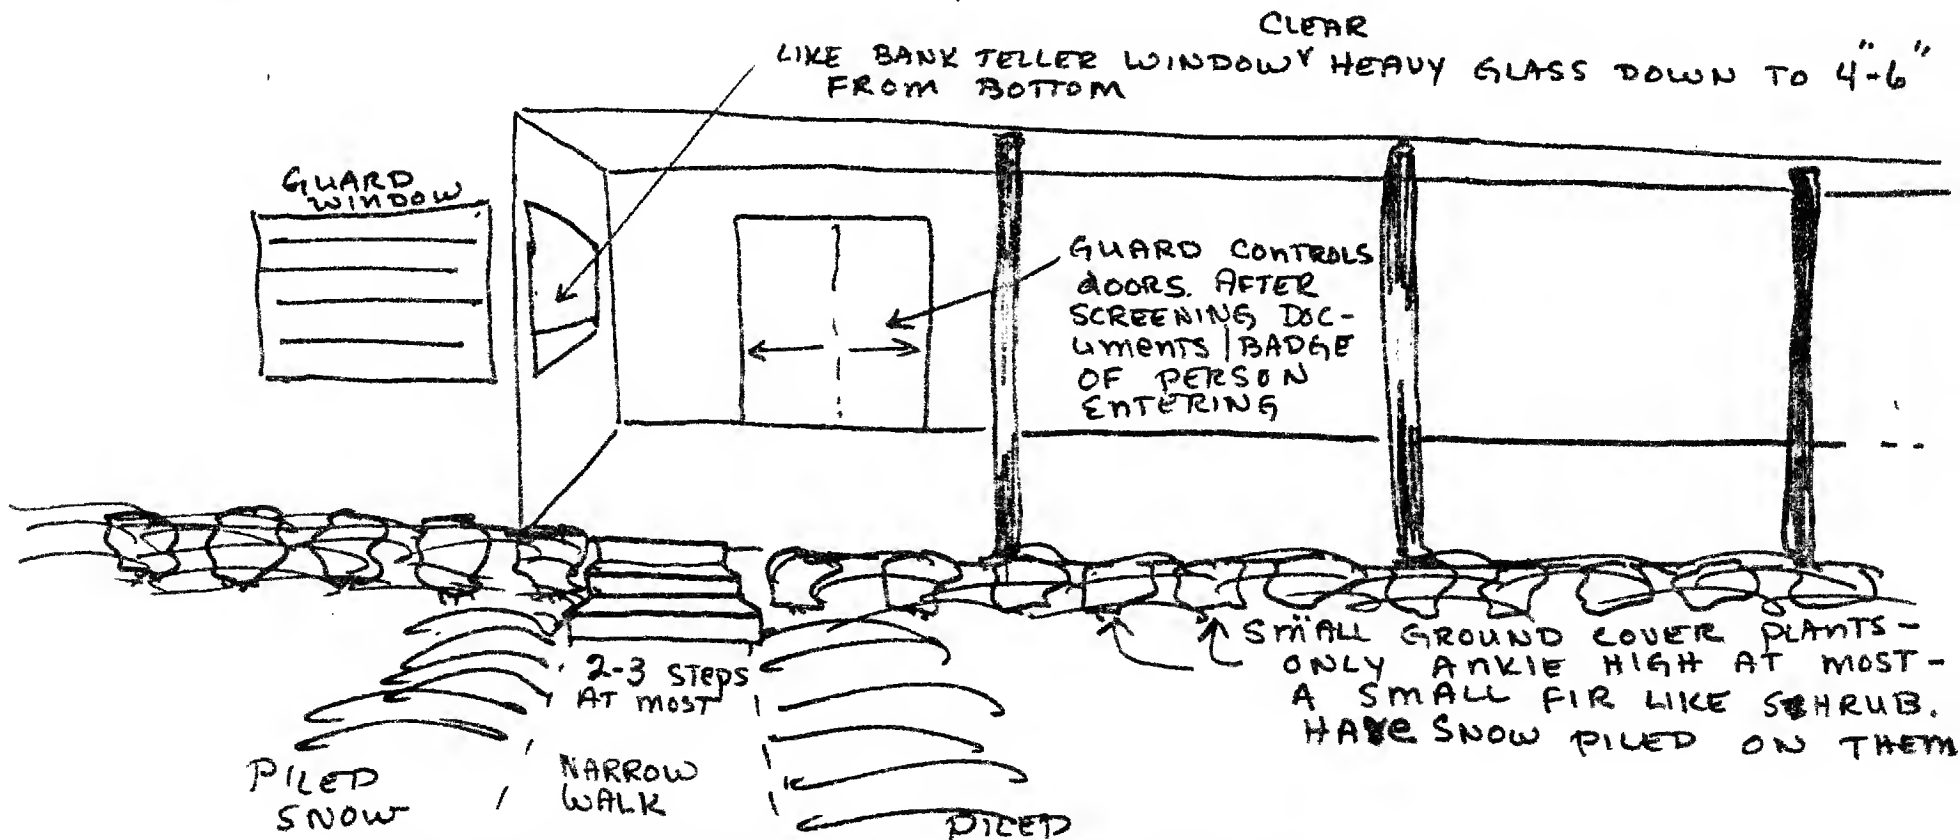 CLEAR
LIKE BANK TELLER WINDOW HEAVY GLASS DOWN TO 4"-6"
FROM BOTTOM
GUARD
WINDOW
GUARD CONTROLS
dOORS. AFTER
SCREENING DOC-
UMENTS / BADGE
OF PERSON
ENTERING
SMALL GROUND COVER PLANTS-
ONLY ANKLE HIGH AT MOST-
A SMALL FIR LIKE SCHRUB.
HAVE SNOW PILED ON THEM
2-3 STEPS
AT MOST
NARROW
WALK
PILED
SNOW
PILED